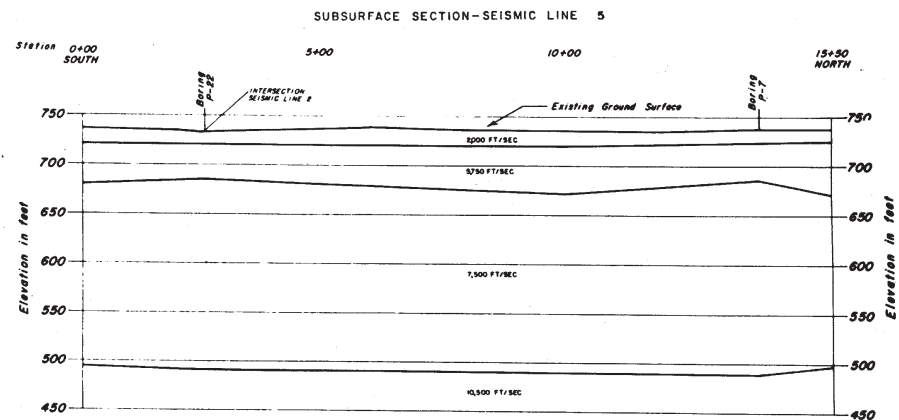 SUBSURFACE SECTION-SEISMIC LINE 5
Station 0+00 5+00 10+00 15+50
SOUTH NORTH
Boring P-22
INTERSECTION
SEISMIC LINE 2
Boring P-7
Existing Ground Surface
750 750
2,000 FT/SEC
700 700
5,750 FT/SEC
650 650
Elevation in feet
Elevation in feet
600 600
7,500 FT/SEC
550 550
500 500
10,500 FT/SEC
450 450